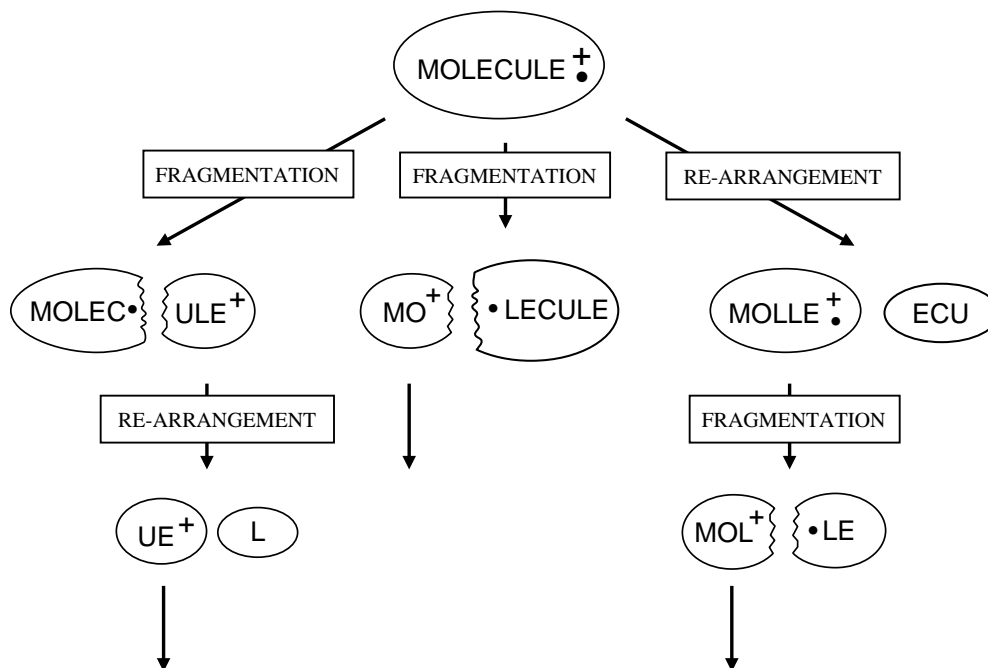 MOLECULE +•
FRAGMENTATION
FRAGMENTATION
RE-ARRANGEMENT
MOLEC•
ULE+
MO+
•LECULE
MOLLE +•
ECU
RE-ARRANGEMENT
FRAGMENTATION
UE+
L
MOL+
•LE